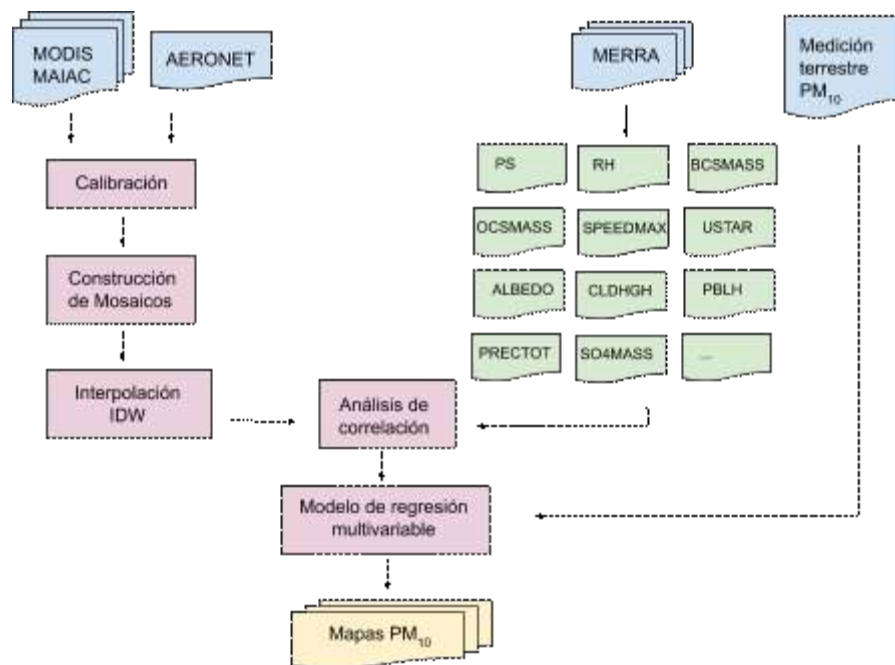 MODIS
MAIAC
AERONET
MERRA
Medición
terrestre
PM₁₀
Calibración
PS
RH
BCSMASS
OCSMASS
SPEEDMAX
USTAR
Construcción
de Mosaicos
ALBEDO
CLDHGH
PBLH
PRECTOT
SO4MASS
...
Interpolación
IDW
Análisis de
correlación
Modelo de regresión
multivariable
Mapas PM₁₀